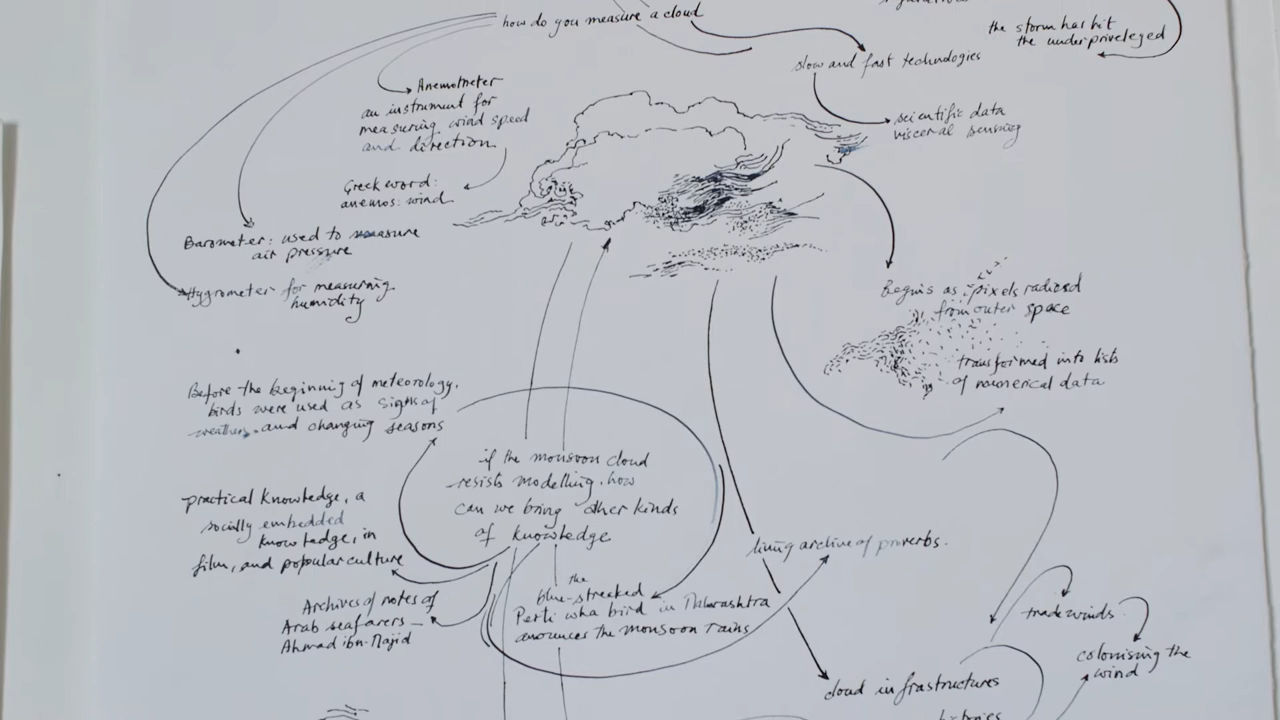 how do you measure a cloud
the storm has hit
the underpriveleged
slow and fast technologies
Anemometer
an instrument for
measuring wind speed
and direction
scientific data
visceral sensing
Greek word:
anemos: wind
Barometer: used to measure
air pressure
Hygrometer for measuring
humidity
Begins as pixels radioed
from outer space
transformed into lists
of numerical data
Before the beginning of meteorology,
birds were used as signs of
weather, and changing seasons
if the monsoon cloud
resists modelling, how
can we bring other kinds
of knowledge
practical knowledge, a
socially embedded
knowledge, in
film, and popular culture
living archive of proverbs.
Archives of notes of
Arab seafarers —
Ahmad ibn-Majid
the
blue-streaked
bird in Maharashtra
announces the monsoon rains
trade winds
colonising the
wind
cloud infrastructures
histories